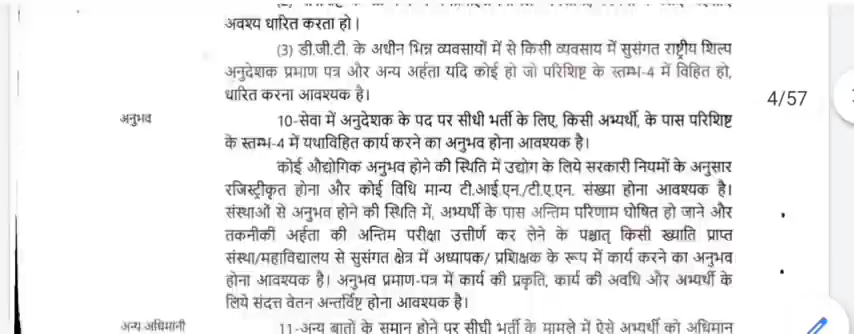 अवश्य धारित करता हो।
(3) डी.जी.टी. के अधीन भिन्न व्यवसायों में से किसी व्यवसाय में सुसंगत राष्ट्रीय शिल्प
अनुदेशक प्रमाण पत्र और अन्य अर्हता यदि कोई हो जो परिशिष्ट के स्तम्भ-4 में विहित हो,
धारित करना आवश्यक है।
4/57
अनुभव
10-सेवा में अनुदेशक के पद पर सीधी भर्ती के लिए, किसी अभ्यर्थी, के पास परिशिष्ट
के स्तम्भ-4 में यथाविहित कार्य करने का अनुभव होना आवश्यक है।
कोई औद्योगिक अनुभव होने की स्थिति में उद्योग के लिये सरकारी नियमों के अनुसार
रजिस्ट्रीकृत होना और कोई विधि मान्य टी.आई.एन./टी.ए.एन. संख्या होना आवश्यक है।
संस्थाओं से अनुभव होने की स्थिति में, अभ्यर्थी के पास अन्तिम परिणाम घोषित हो जाने और
तकनीकी अर्हता की अन्तिम परीक्षा उत्तीर्ण कर लेने के पश्चात् किसी ख्याति प्राप्त
संस्था/महाविद्यालय से सुसंगत क्षेत्र में अध्यापक/ प्रशिक्षक के रूप में कार्य करने का अनुभव
होना आवश्यक है। अनुभव प्रमाण-पत्र में कार्य की प्रकृति, कार्य की अवधि और अभ्यर्थी के
लिये संदत्त वेतन अन्तर्विष्ट होना आवश्यक है।
अन्य अधिमानी
11-अन्य बातों के समान होने पर सीधी भर्ती के मामले में ऐसे अभ्यर्थी को अधिमान